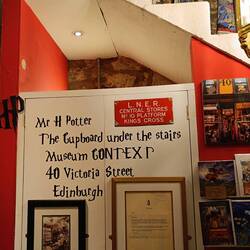 L.N.E.R.
CENTRAL STORES
No 10 PLATFORM
KINGS CROSS
Mr H Potter
The Cupboard under the stairs
Museum CONTEXT
40 Victoria Street
Edinburgh
HP